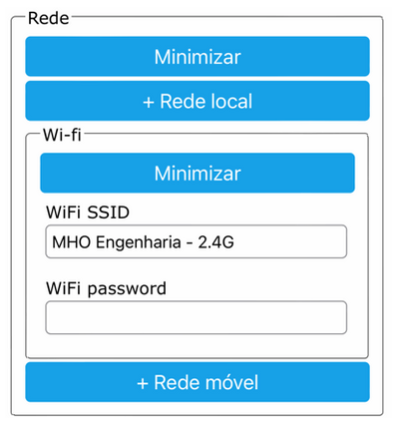 Rede
Minimizar
+ Rede local
Wi-fi
Minimizar
WiFi SSID
MHO Engenharia - 2.4G
WiFi password
+ Rede móvel